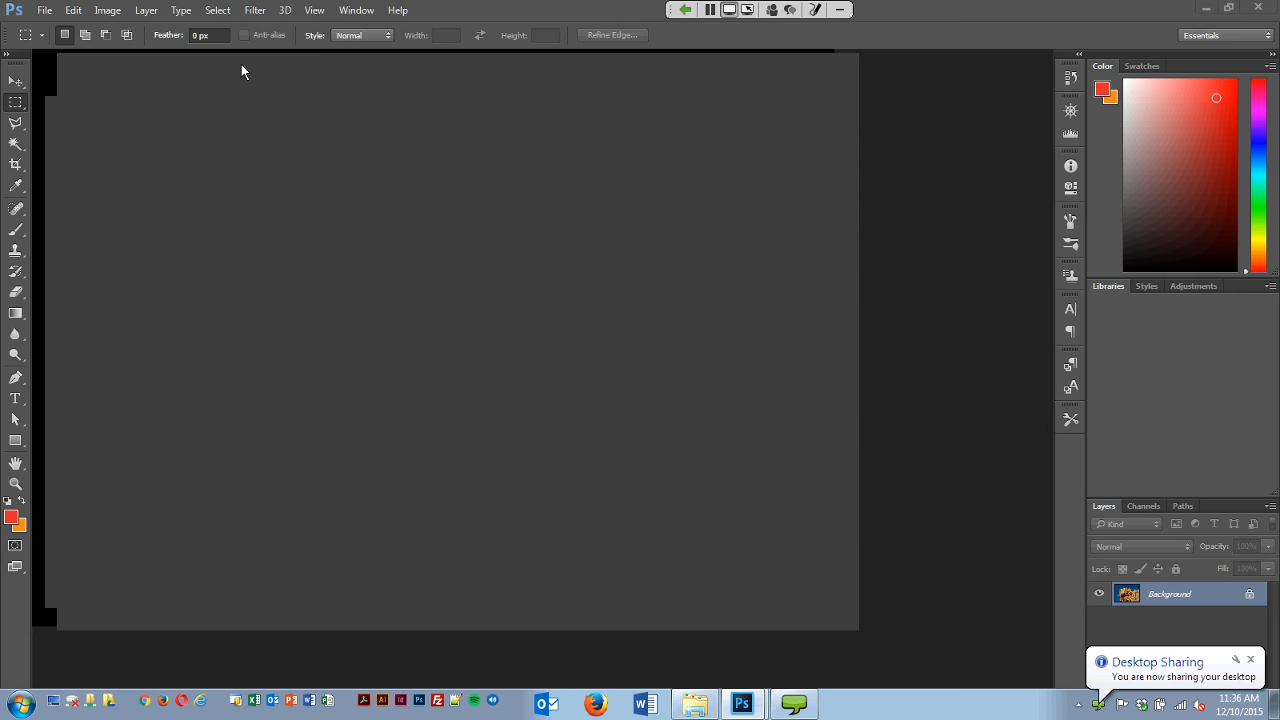 Ps File Edit Image Layer Type Select Filter 3D View Window Help
Feather: 0 px Anti-alias Style: Normal Width: Height: Refine Edge... Essentials
Color Swatches
Libraries Styles Adjustments
Layers Channels Paths
Kind
Normal Opacity: 100%
Lock: Fill: 100%
Background
Desktop Sharing
You are now sharing your desktop
11:36 AM
12/10/2015